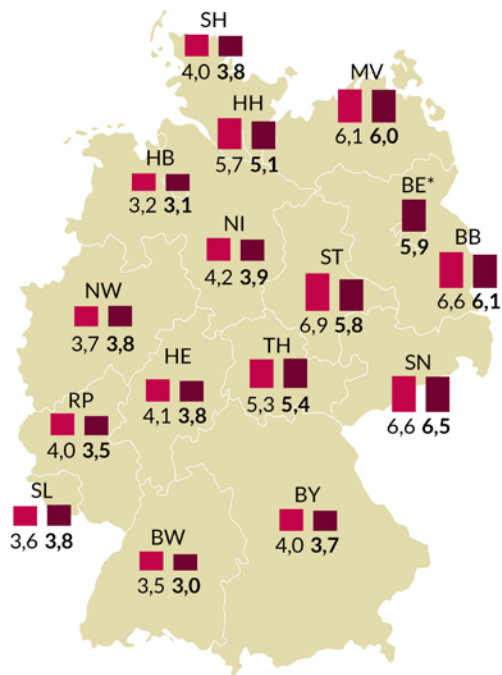 SH
4,0 3,8
MV
6,1 6,0
HH
5,7 5,1
HB
3,2 3,1
BE*
5,9
NI
4,2 3,9
BB
6,6 6,1
ST
6,9 5,8
NW
3,7 3,8
TH
5,3 5,4
SN
6,6 6,5
HE
4,1 3,8
RP
4,0 3,5
SL
3,6 3,8
BY
4,0 3,7
BW
3,5 3,0